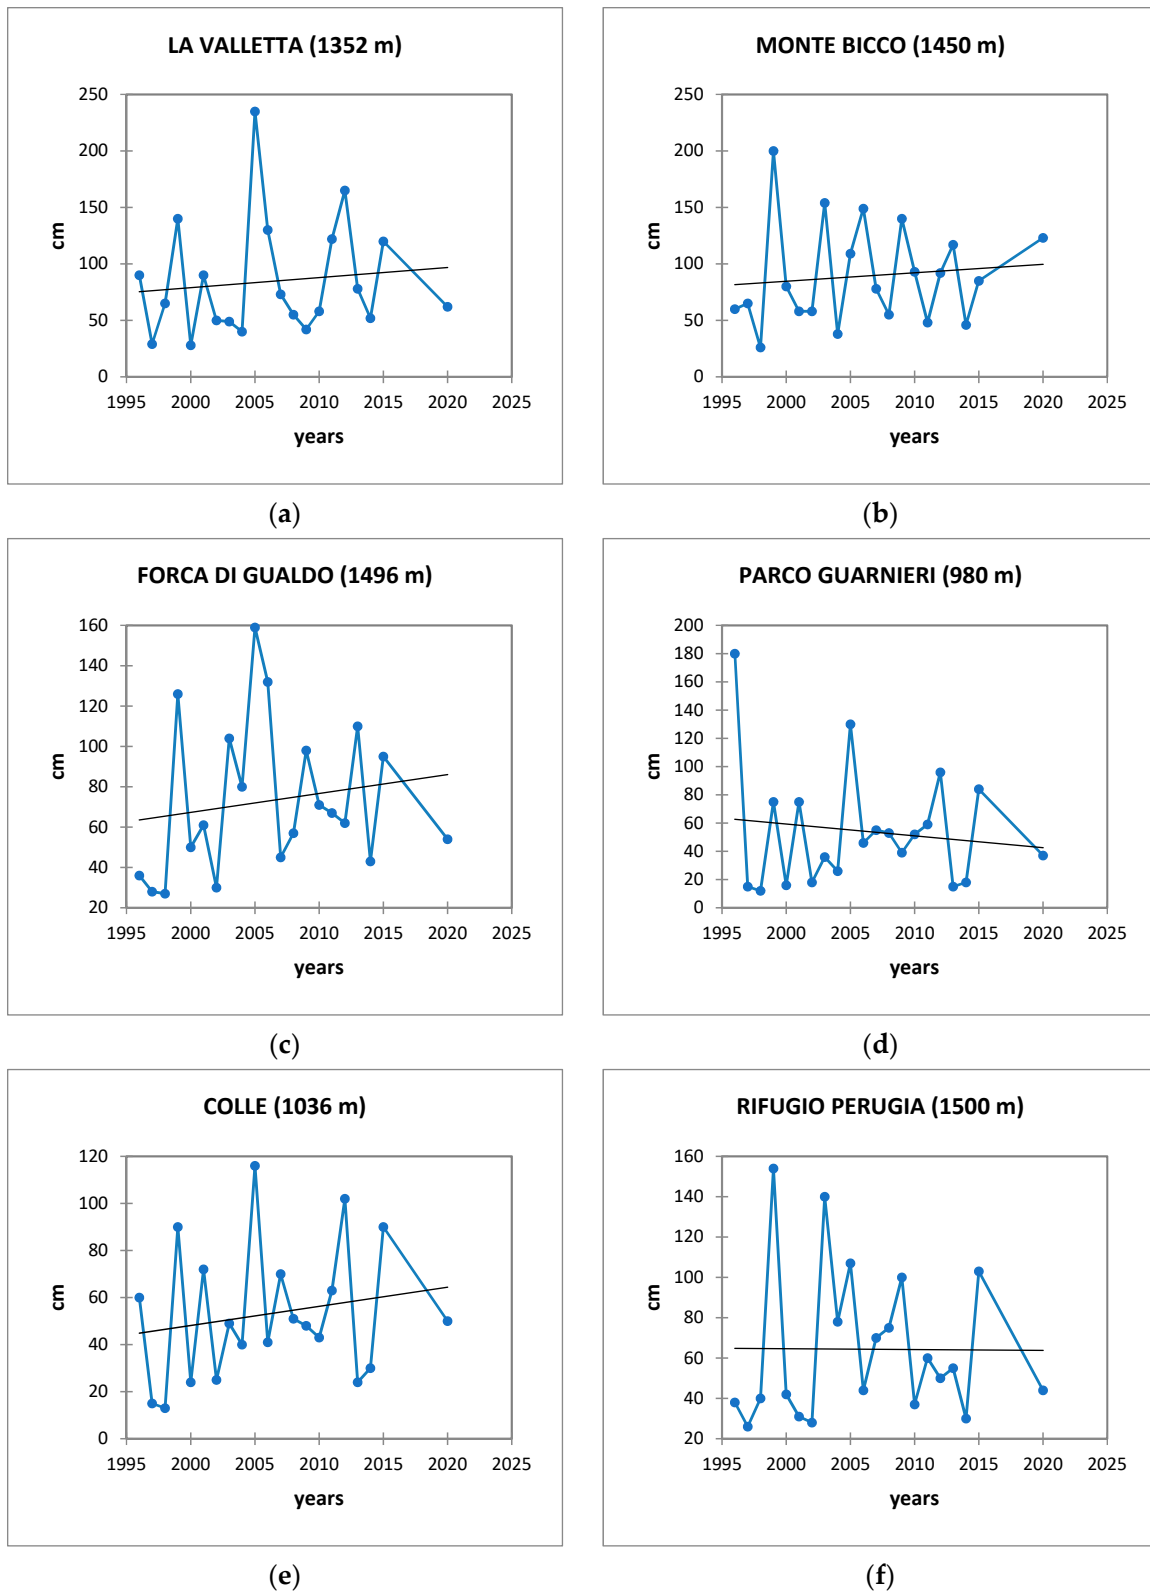 LA VALLETTA (1352 m)
250
200
150
100
50
0
cm
1995 2000 2005 2010 2015 2020 2025
years
(a)
MONTE BICCO (1450 m)
250
200
150
100
50
0
cm
1995 2000 2005 2010 2015 2020 2025
years
(b)
FORCA DI GUALDO (1496 m)
160
140
120
100
80
60
40
20
cm
1995 2000 2005 2010 2015 2020 2025
years
(c)
PARCO GUARNIERI (980 m)
200
180
160
140
120
100
80
60
40
20
0
cm
1995 2000 2005 2010 2015 2020 2025
years
(d)
COLLE (1036 m)
120
100
80
60
40
20
0
cm
1995 2000 2005 2010 2015 2020 2025
years
(e)
RIFUGIO PERUGIA (1500 m)
160
140
120
100
80
60
40
20
cm
1995 2000 2005 2010 2015 2020 2025
years
(f)